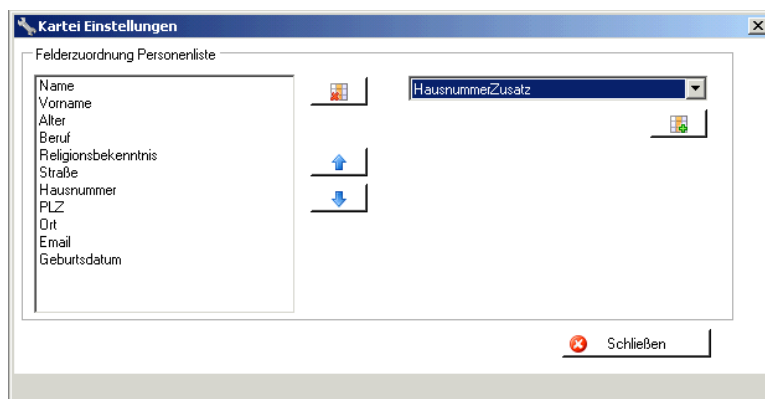 Kartei Einstellungen
Felderzuordnung Personenliste
Name
Vorname
Alter
Beruf
Religionsbekenntnis
Straße
Hausnummer
PLZ
Ort
Email
Geburtsdatum
HausnummerZusatz
Schließen